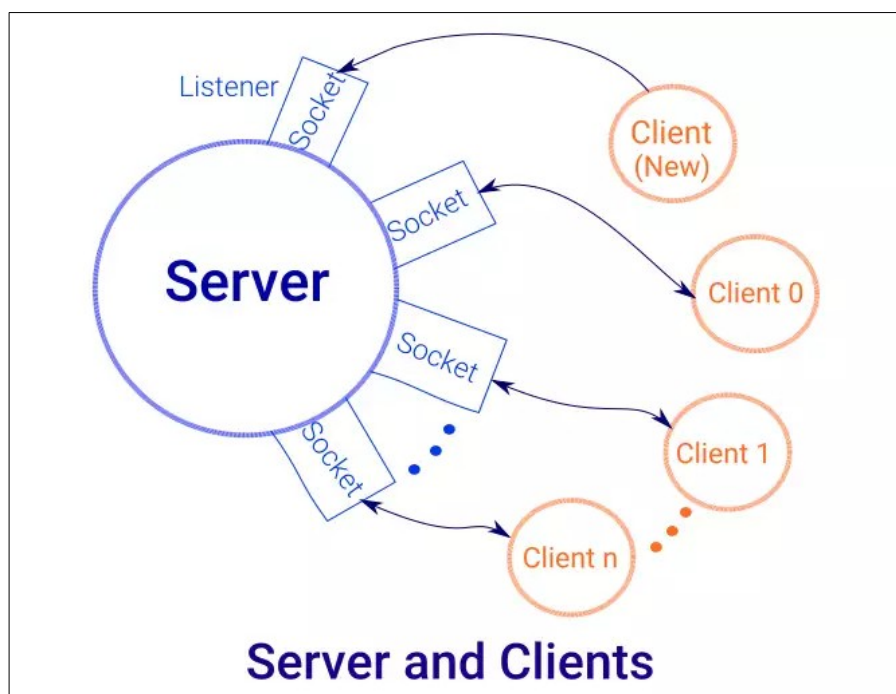 Listener
Socket
Client
(New)
Socket
Server
Client 0
Socket
Client 1
Socket
Client n
Server and Clients